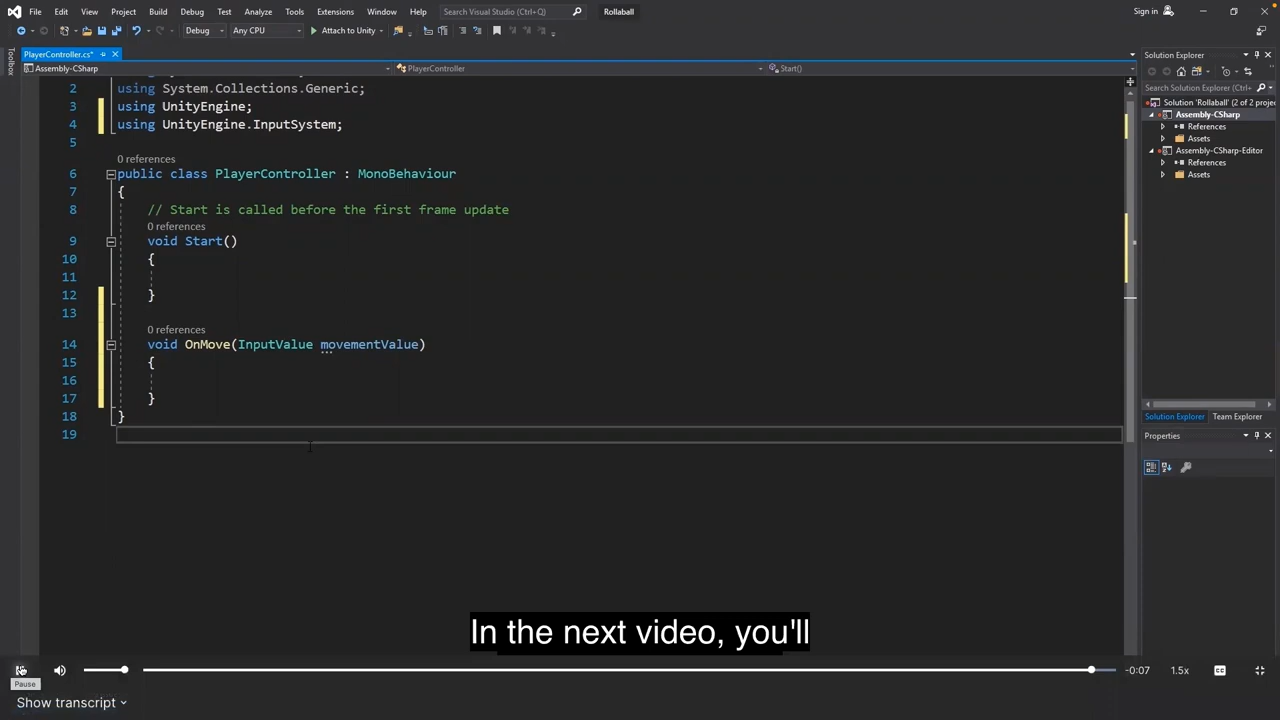 File Edit View Project Build Debug Test Analyze Tools Extensions Window Help Search Visual Studio (Ctrl+Q) Rollaball Sign in
Debug Any CPU Attach to Unity
Toolbox
PlayerController.cs*
Assembly-CSharp PlayerController Start()
2 using System.Collections.Generic;
3 using UnityEngine;
4 using UnityEngine.InputSystem;
5
0 references
6 public class PlayerController : MonoBehaviour
7 {
8 // Start is called before the first frame update
0 references
9 void Start()
10 {
11
12 }
13
0 references
14 void OnMove(InputValue movementValue)
15 {
16
17 }
18 }
19
Solution Explorer
Search Solution Explorer (Ctrl+
Solution 'Rollaball' (2 of 2 project
Assembly-CSharp
References
Assets
Assembly-CSharp-Editor
References
Assets
Solution Explorer Team Explorer
Properties
In the next video, you'll
-0:07 1.5x CC
Pause
Show transcript